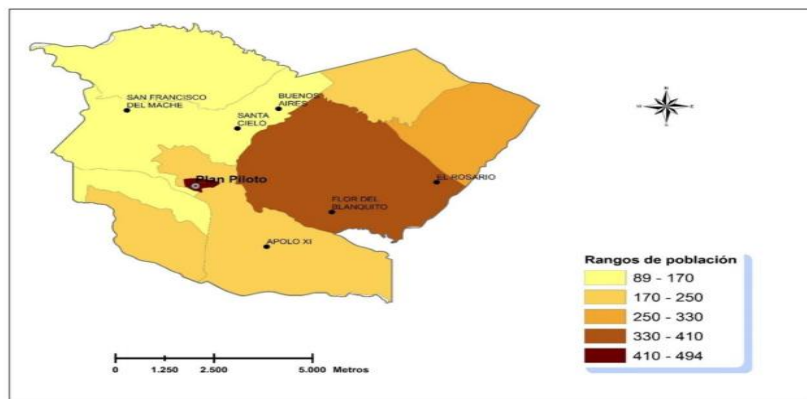 SAN FRANCISCO
DEL MACHE
BUENOS
AIRES
SANTA
CIELO
Plan Piloto
EL ROSARIO
FLOR DEL
BLANQUITO
APOLO XI
N
E
S
W
Rangos de población
89 - 170
170 - 250
250 - 330
330 - 410
410 - 494
0 1.250 2.500 5.000 Metros